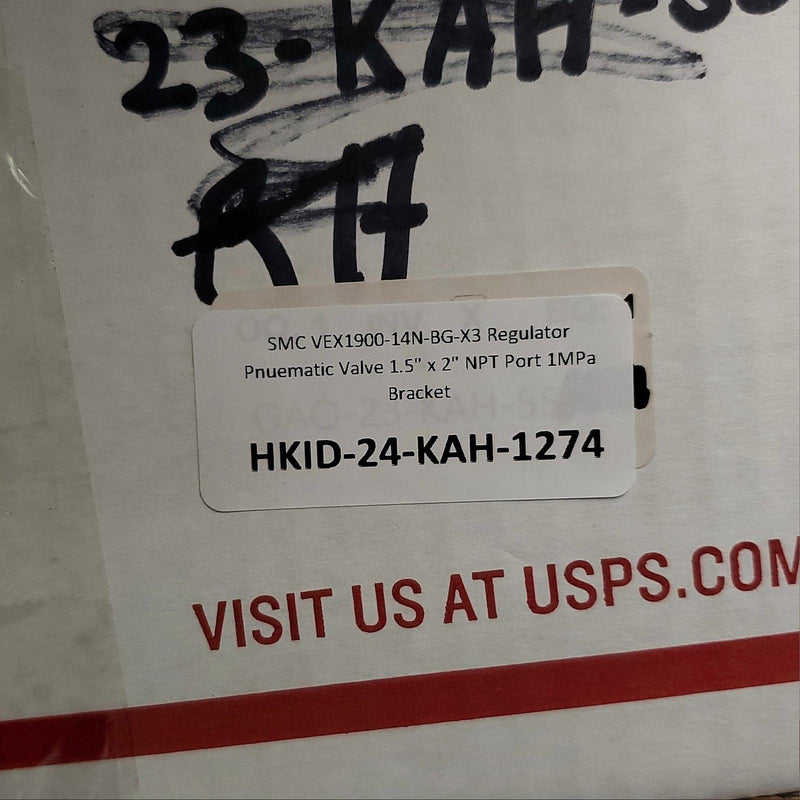 23-KAH
R17
SMC VEX1900-14N-BG-X3 Regulator
Pnuematic Valve 1.5" x 2" NPT Port 1MPa
Bracket
HKID-24-KAH-1274
VISIT US AT USPS.COM